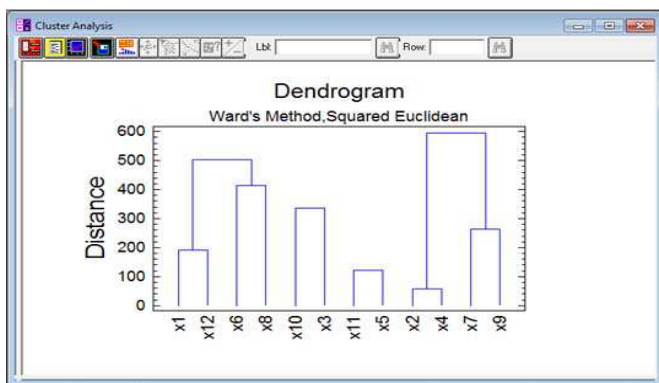 Cluster Analysis
Lbl: Row:
Dendrogram
Ward's Method,Squared Euclidean
600
500
400
300
200
100
0
Distance
x1 x12 x6 x8 x10 x3 x11 x5 x2 x4 x7 x9